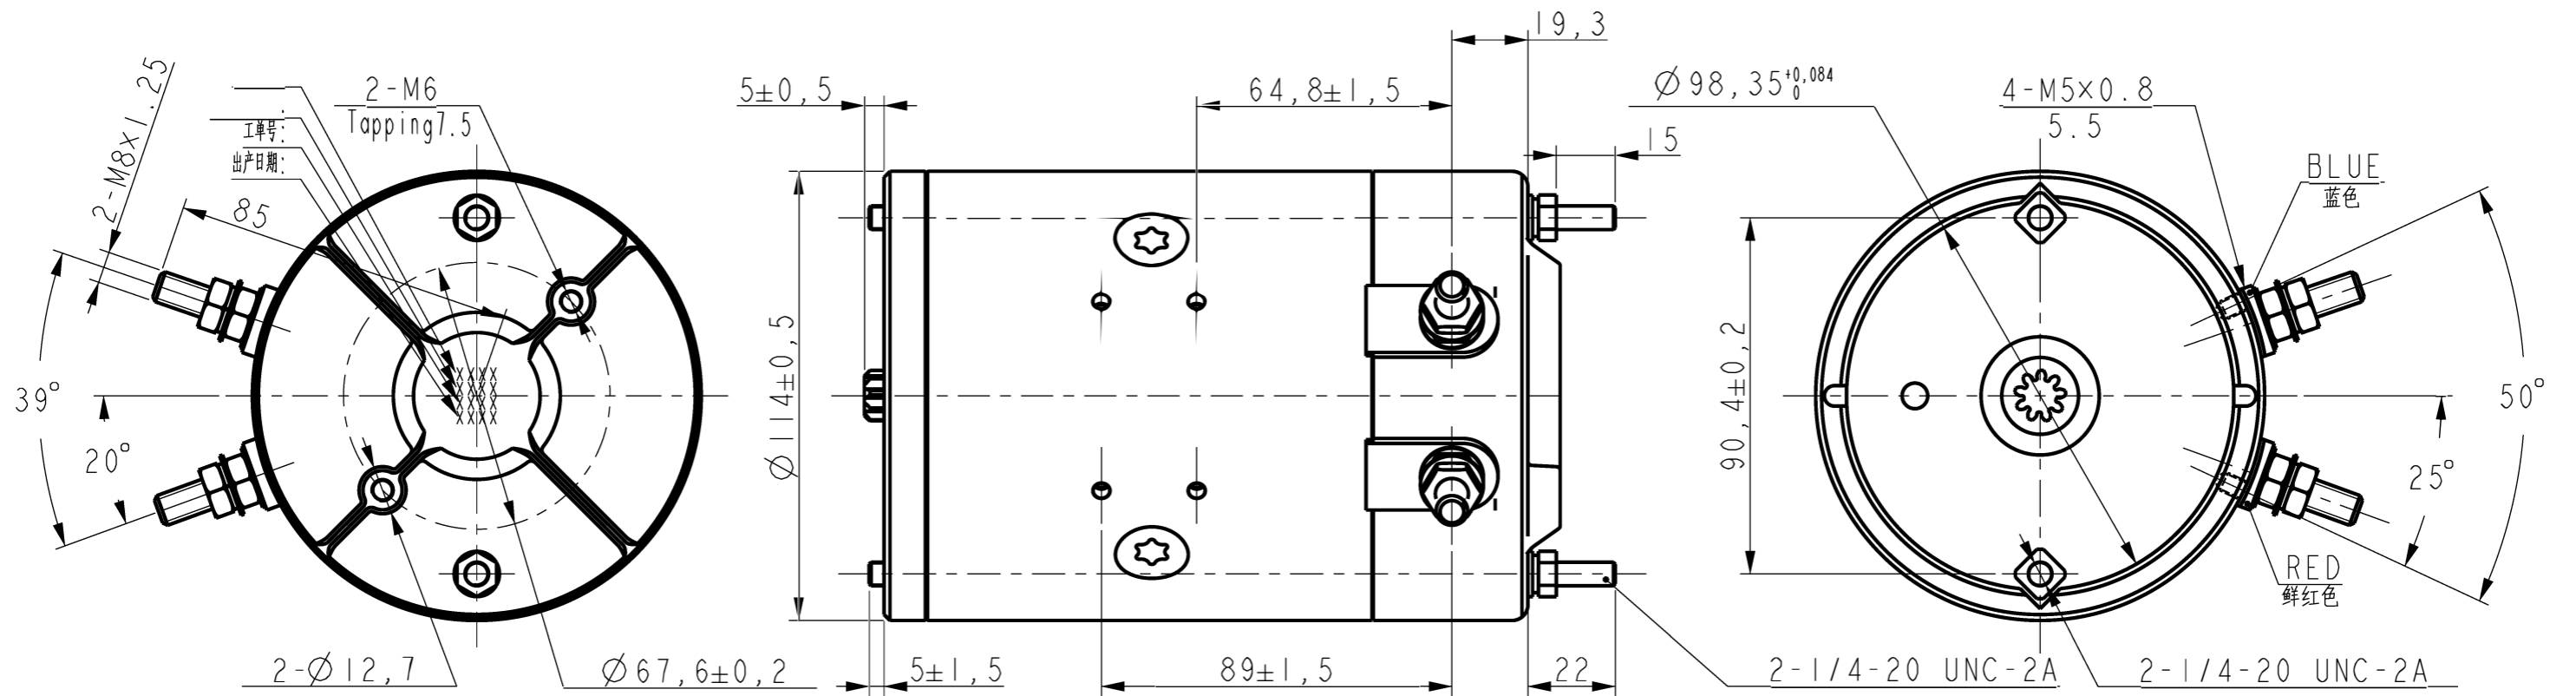 2-M8×1.25
工单号:
出产日期:
2-M6
Tapping7.5
85
39°
20°
XXXX
XXXX
XXXX
XXXX
2-Ø12,7
Ø67,6±0,2
5±0,5
64,8±1,5
19,3
15
Ø114±0,5
5±1,5
89±1,5
22
2-1/4-20 UNC-2A
Ø98,35+0,084 0
4-M5×0.8
5.5
BLUE
蓝色
90,4±0,2
50°
25°
RED
鲜红色
2-1/4-20 UNC-2A